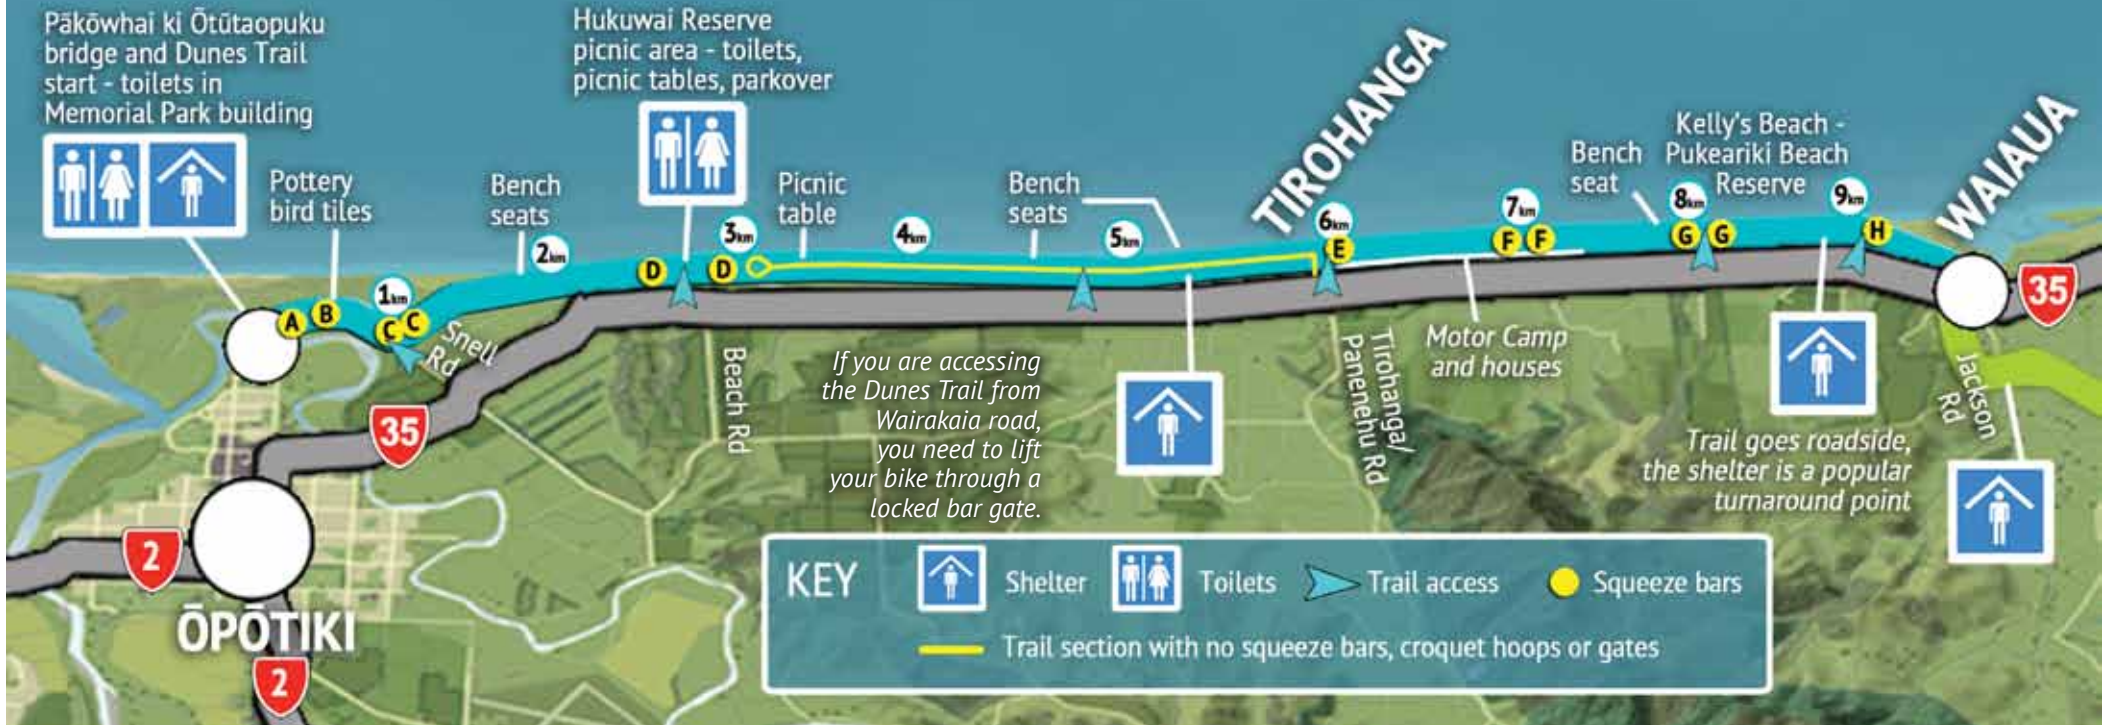 Pākōwhai ki Ōtūtaopuku
bridge and Dunes Trail
start - toilets in
Memorial Park building
Pottery
bird tiles
Bench
seats
Hukuwai Reserve
picnic area - toilets,
picnic tables, parkover
Picnic
table
Bench
seats
TIROHANGA
Bench
seat
Kelly's Beach -
Pukeariki Beach
Reserve
WAIAUA
1km
2km
3km
4km
5km
6km
7km
8km
9km
A
B
C
C
D
D
E
F
F
G
G
H
Snell
Rd
35
35
Beach Rd
If you are accessing
the Dunes Trail from
Wairakaia road,
you need to lift
your bike through a
locked bar gate.
Tirohanga/
Panenehu Rd
Motor Camp
and houses
Trail goes roadside,
the shelter is a popular
turnaround point
Jackson
Rd
2
ŌPŌTIKI
2
KEY
Shelter
Toilets
Trail access
Squeeze bars
Trail section with no squeeze bars, croquet hoops or gates